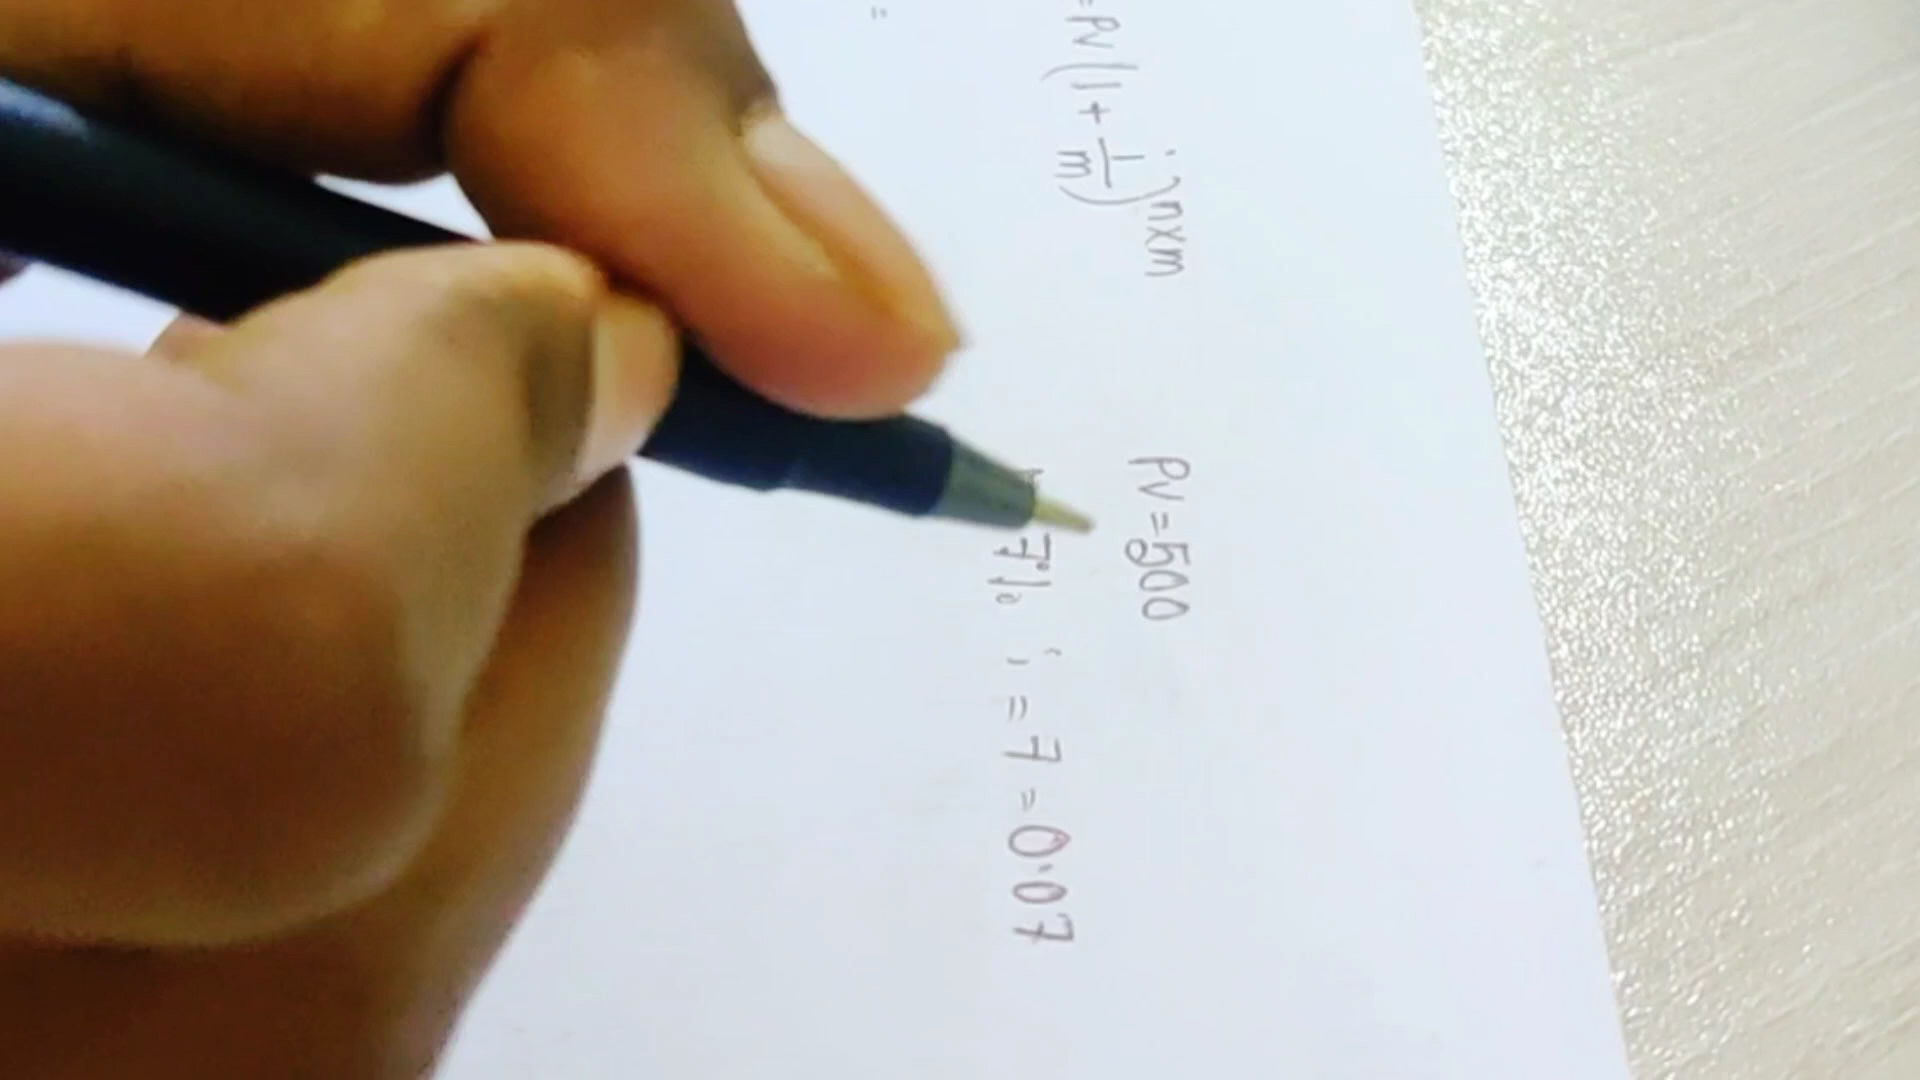 =PV(1+i/m)nxm
PV=500
7% i=7=0.07
=